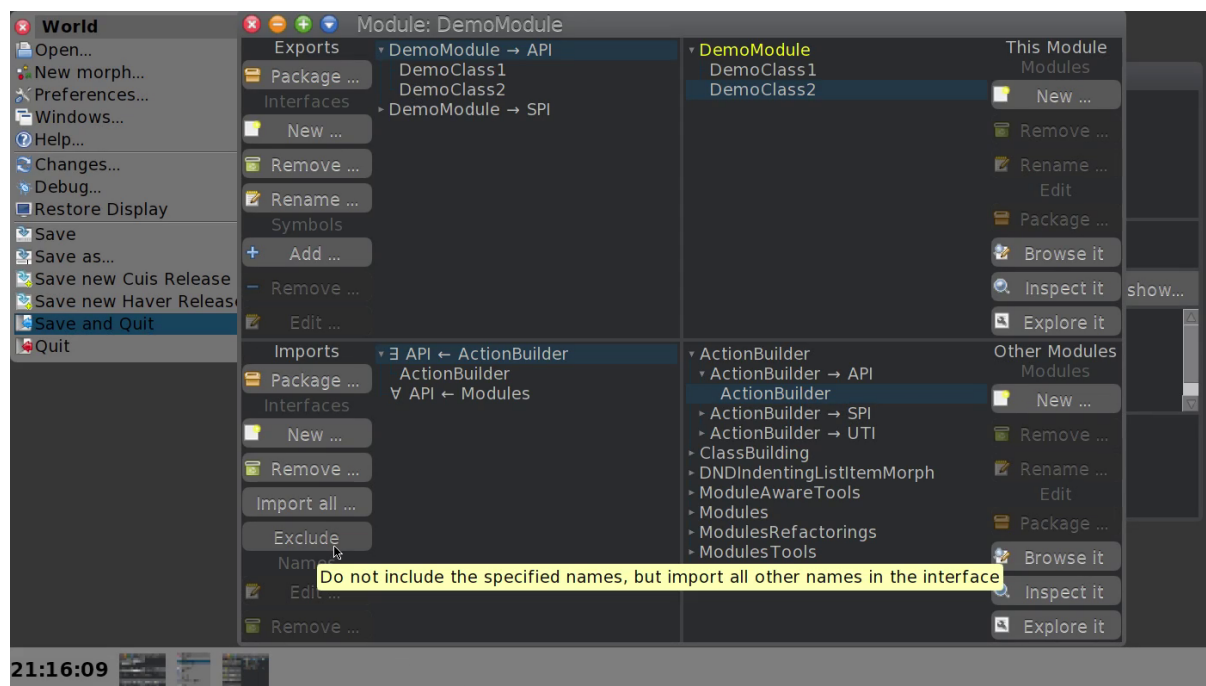 World
Open...
New morph...
Preferences...
Windows...
Help...
Changes...
Debug...
Restore Display
Save
Save as...
Save new Cuis Release
Save new Haver Release
Save and Quit
Quit
Module: DemoModule
Exports
Package ...
Interfaces
New ...
Remove ...
Rename ...
Symbols
Add ...
Remove ...
Edit ...
DemoModule → API
DemoClass1
DemoClass2
DemoModule → SPI
DemoModule
DemoClass1
DemoClass2
This Module
Modules
New ...
Remove ...
Rename ...
Edit
Package ...
Browse it
Inspect it
Explore it
show...
Imports
Package ...
Interfaces
New ...
Remove ...
Import all ...
Exclude
Names
Edit ...
Remove ...
∃ API ← ActionBuilder
ActionBuilder
∀ API ← Modules
ActionBuilder
ActionBuilder → API
ActionBuilder
ActionBuilder → SPI
ActionBuilder → UTI
ClassBuilding
DNDIndentingListItemMorph
ModuleAwareTools
Modules
ModulesRefactorings
ModulesTools
Do not include the specified names, but import all other names in the interface
Other Modules
Modules
New ...
Remove ...
Rename ...
Edit
Package ...
Browse it
Inspect it
Explore it
21:16:09